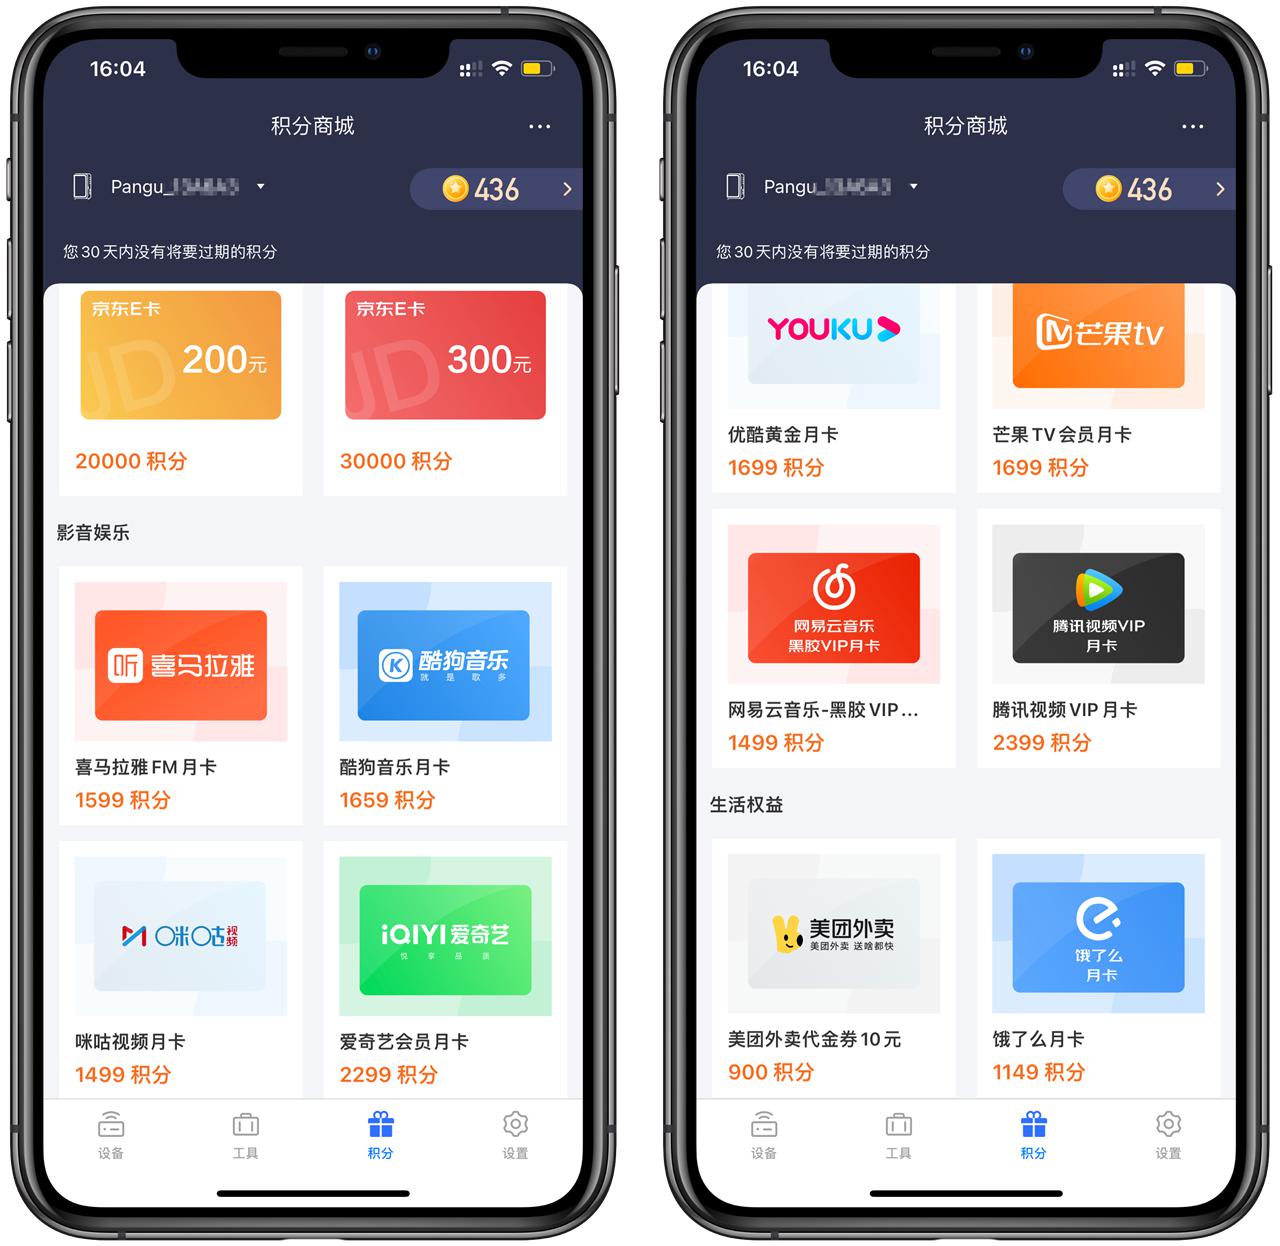 16:04
积分商城
Pangu_
436
您30天内没有将要过期的积分
京东E卡
JD
200元
京东E卡
JD
300元
20000 积分
30000 积分
影音娱乐
听 喜马拉雅
K 酷狗音乐
就是歌多
喜马拉雅FM月卡
1599 积分
酷狗音乐月卡
1659 积分
咪咕视频
iQIYI 爱奇艺
悦享品质
咪咕视频月卡
1499 积分
爱奇艺会员月卡
2299 积分
设备
工具
积分
设置
16:04
积分商城
Pangu_
436
您30天内没有将要过期的积分
YOUKU
芒果tv
优酷黄金月卡
1699 积分
芒果TV会员月卡
1699 积分
网易云音乐
黑胶VIP月卡
腾讯视频VIP
月卡
网易云音乐-黑胶VIP...
1499 积分
腾讯视频VIP月卡
2399 积分
生活权益
美团外卖
美团外卖 送啥都快
饿了么
月卡
美团外卖代金券10元
900 积分
饿了么月卡
1149 积分
设备
工具
积分
设置